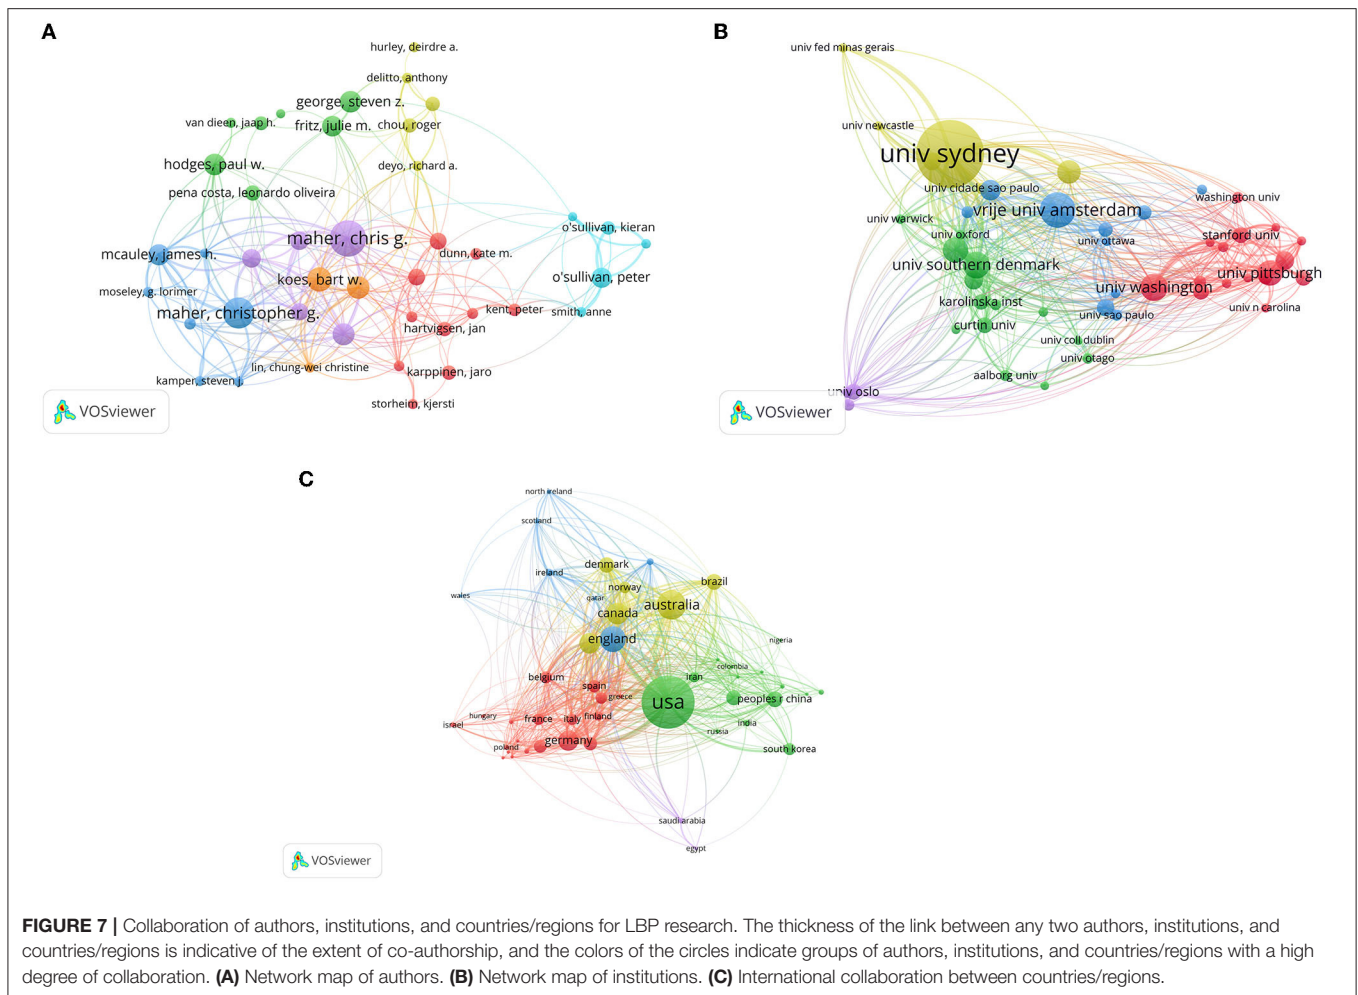 A
hurley, deirdre a.
delitto, anthony
george, steven z.
van dieen, jaap h.
fritz, julie m.
chou, roger
hodges, paul w.
deyo, richard a.
pena costa, leonardo oliveira
o'sullivan, kieran
maher, chris g.
mcauley, james h.
dunn, kate m.
koes, bart w.
o'sullivan, peter
moseley, g. lorimer
maher, christopher g.
kent, peter
smith, anne
hartvigsen, jan
lin, chung-wei christine
karppinen, jaro
kamper, steven j.
storheim, kjersti
VOSviewer
B
univ fed minas gerais
univ newcastle
univ sydney
univ cidade sao paulo
washington univ
vrije univ amsterdam
univ warwick
univ oxford
univ ottawa
stanford univ
univ southern denmark
univ pittsburgh
univ washington
karolinska inst
univ n carolina
univ sao paulo
curtin univ
univ coll dublin
univ otago
aalborg univ
univ oslo
VOSviewer
C
north ireland
scotland
denmark
ireland
norway
brazil
wales
qatar
australia
canada
england
nigeria
colombia
belgium
iran
spain
greece
usa
peoples r china
hungary
france
italy
finland
israel
india
russia
germany
poland
south korea
saudi arabia
egypt
VOSviewer
FIGURE 7 | Collaboration of authors, institutions, and countries/regions for LBP research. The thickness of the link between any two authors, institutions, and
countries/regions is indicative of the extent of co-authorship, and the colors of the circles indicate groups of authors, institutions, and countries/regions with a high
degree of collaboration. (A) Network map of authors. (B) Network map of institutions. (C) International collaboration between countries/regions.